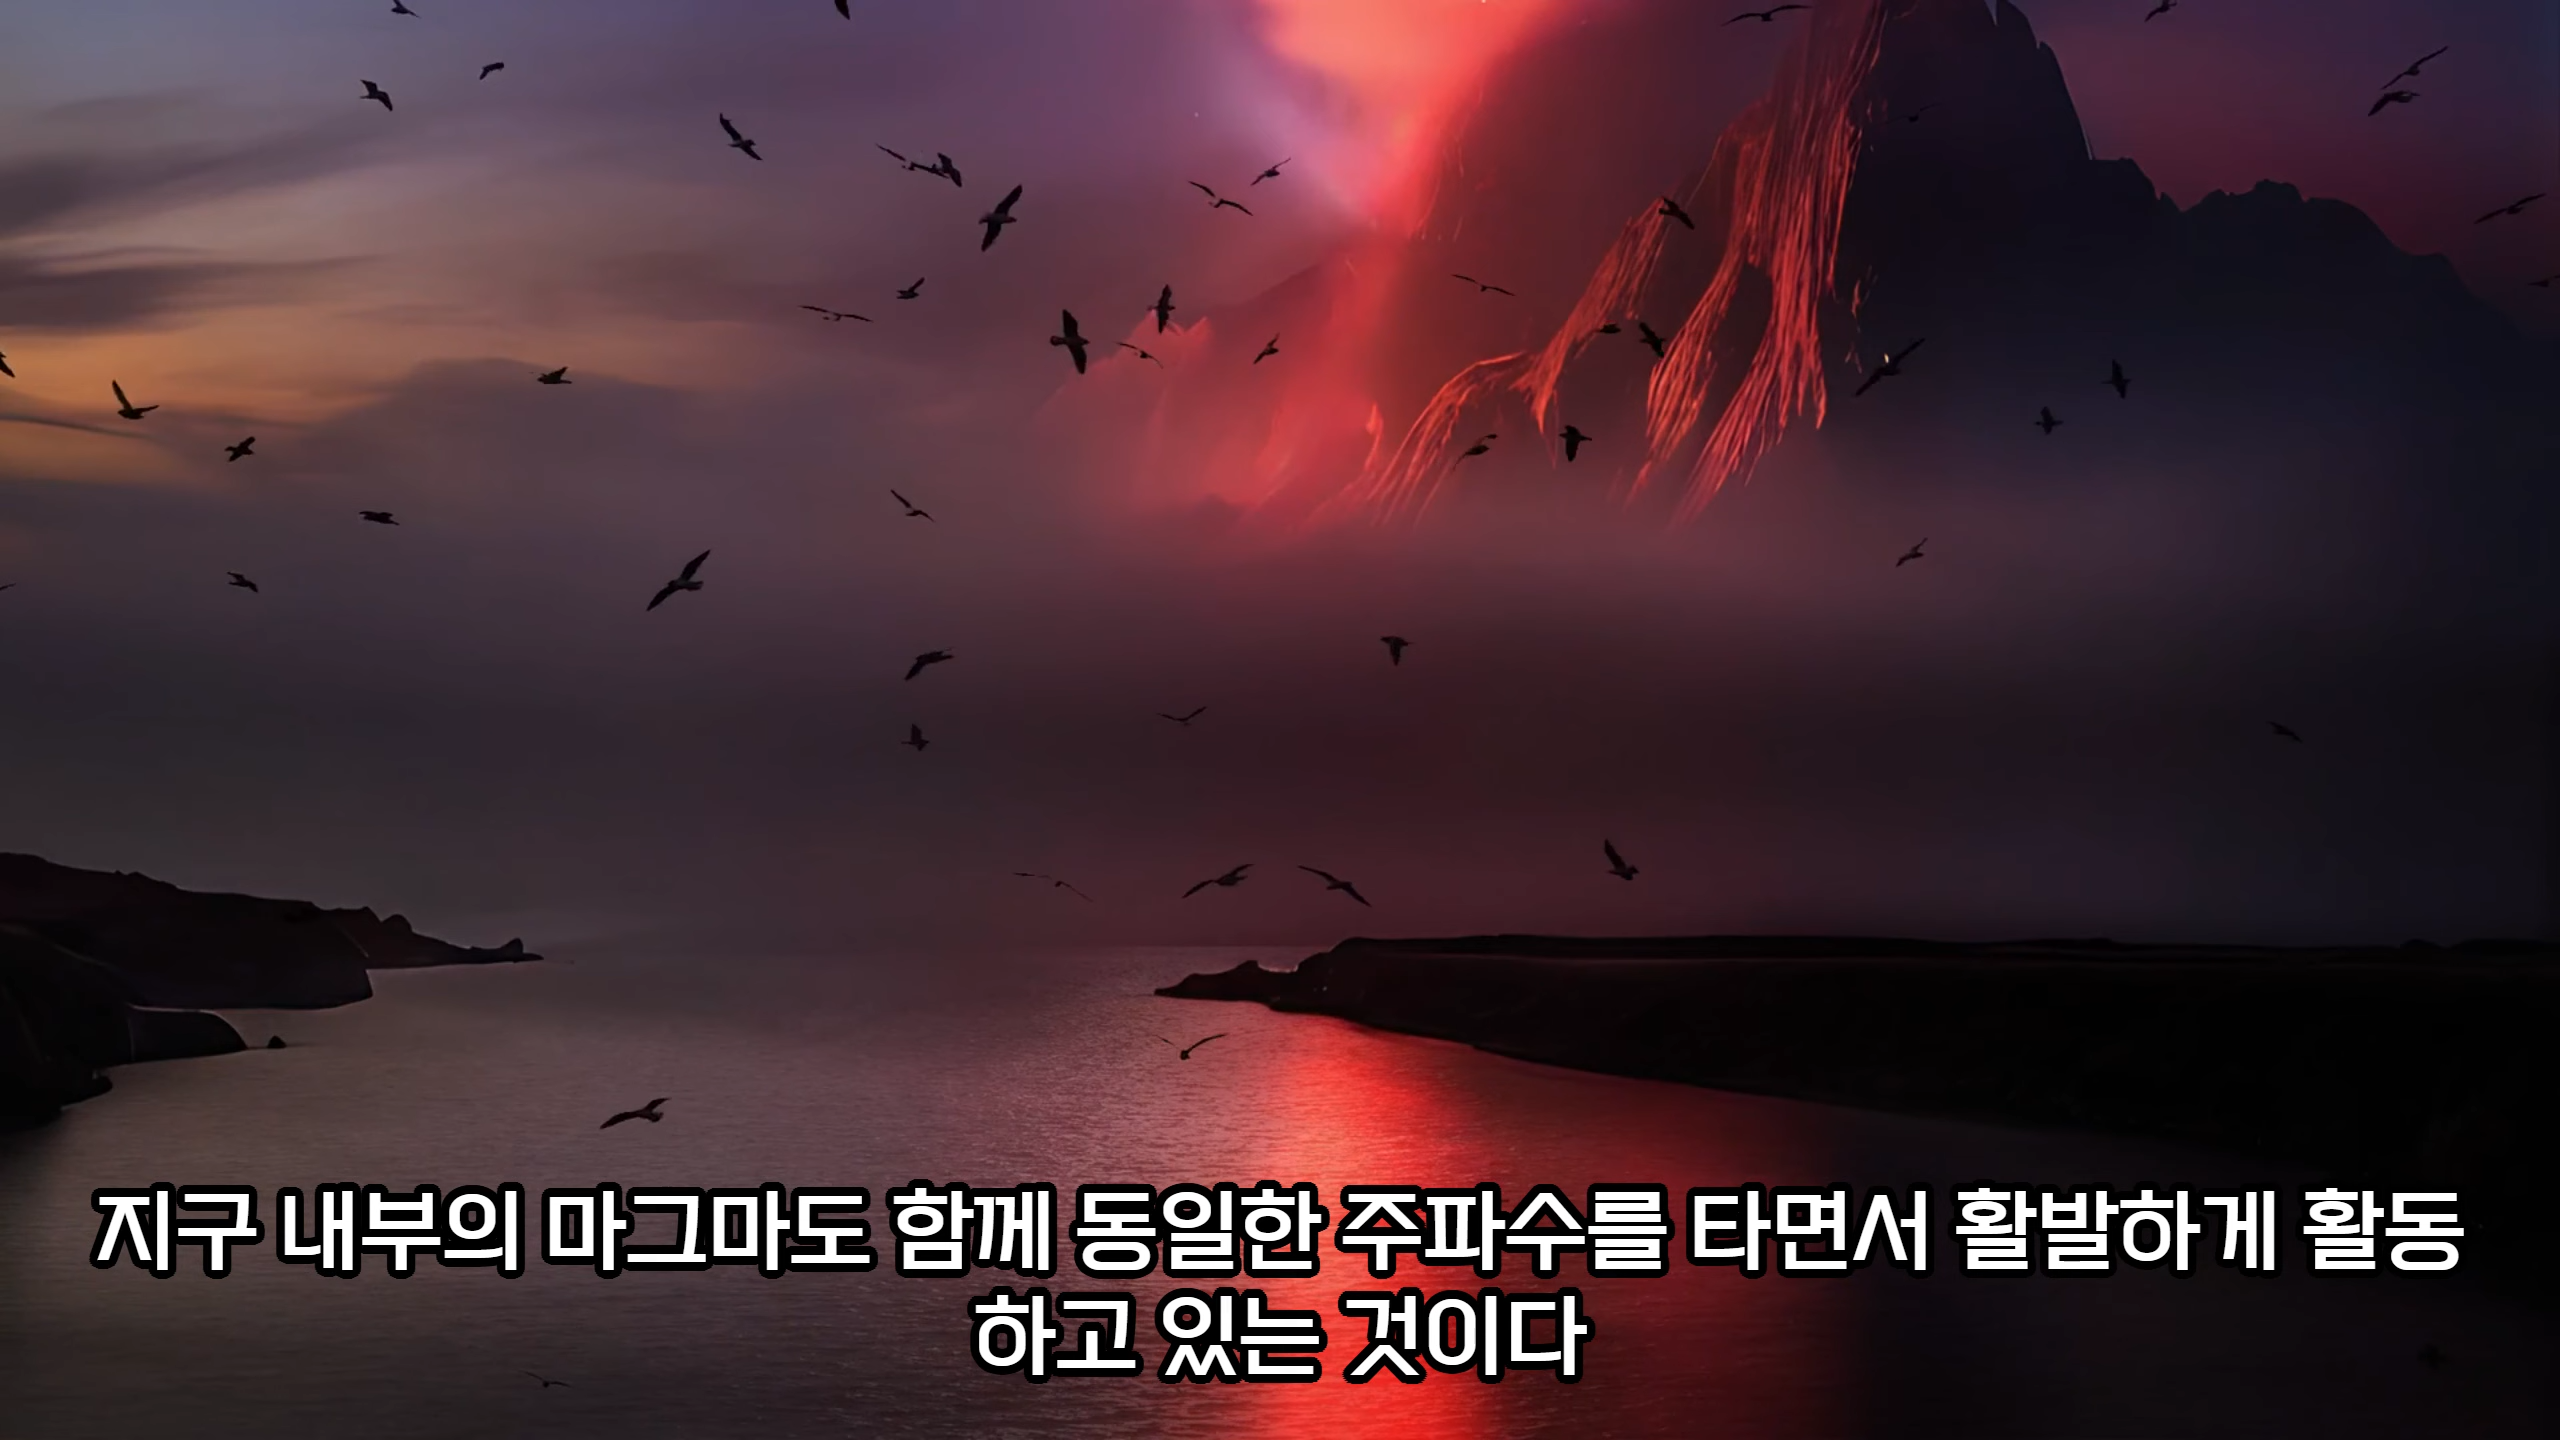 지구 내부의 마그마도 함께 동일한 주파수를 타면서 활발하게 활동
하고 있는 것이다